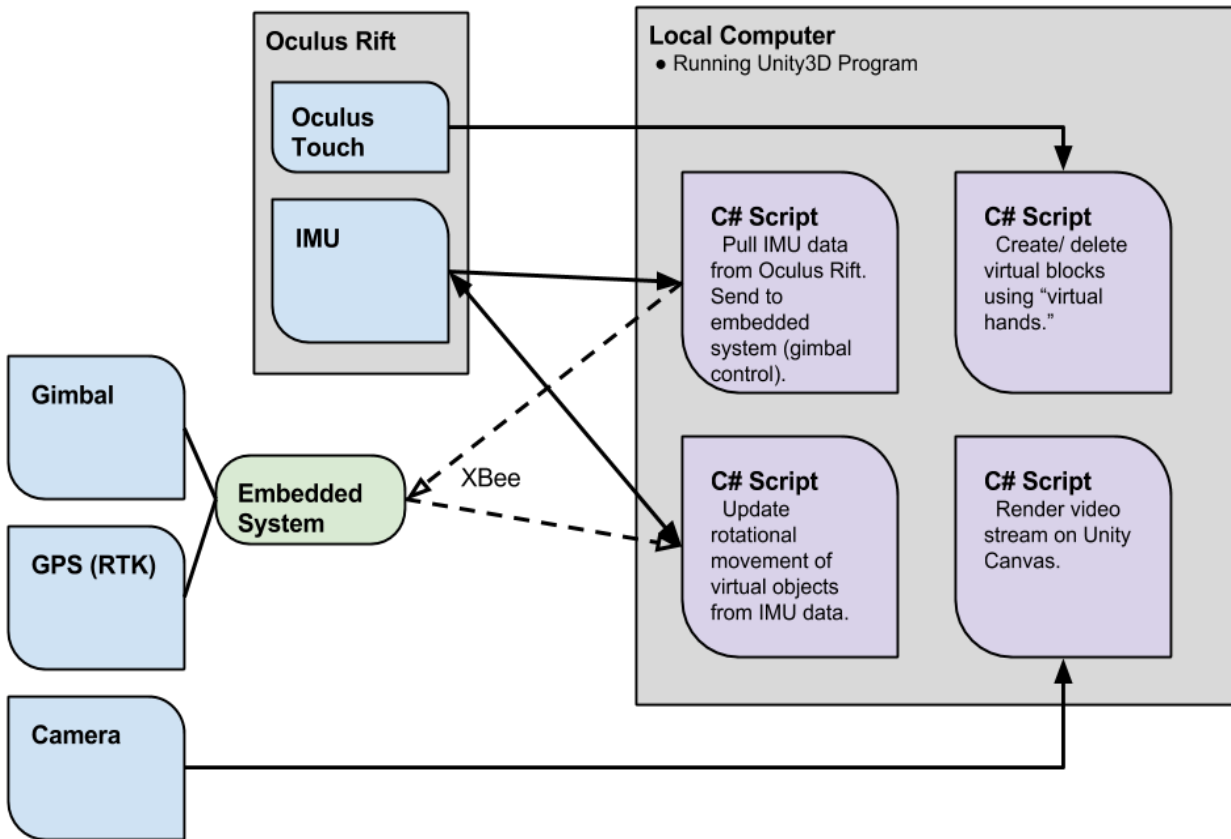 Oculus Rift
Oculus
Touch
IMU
Local Computer
● Running Unity3D Program
C# Script
Pull IMU data
from Oculus Rift.
Send to
embedded
system (gimbal
control).
C# Script
Create/ delete
virtual blocks
using “virtual
hands.”
Gimbal
GPS (RTK)
Camera
Embedded
System
XBee
C# Script
Update
rotational
movement of
virtual objects
from IMU data.
C# Script
Render video
stream on Unity
Canvas.